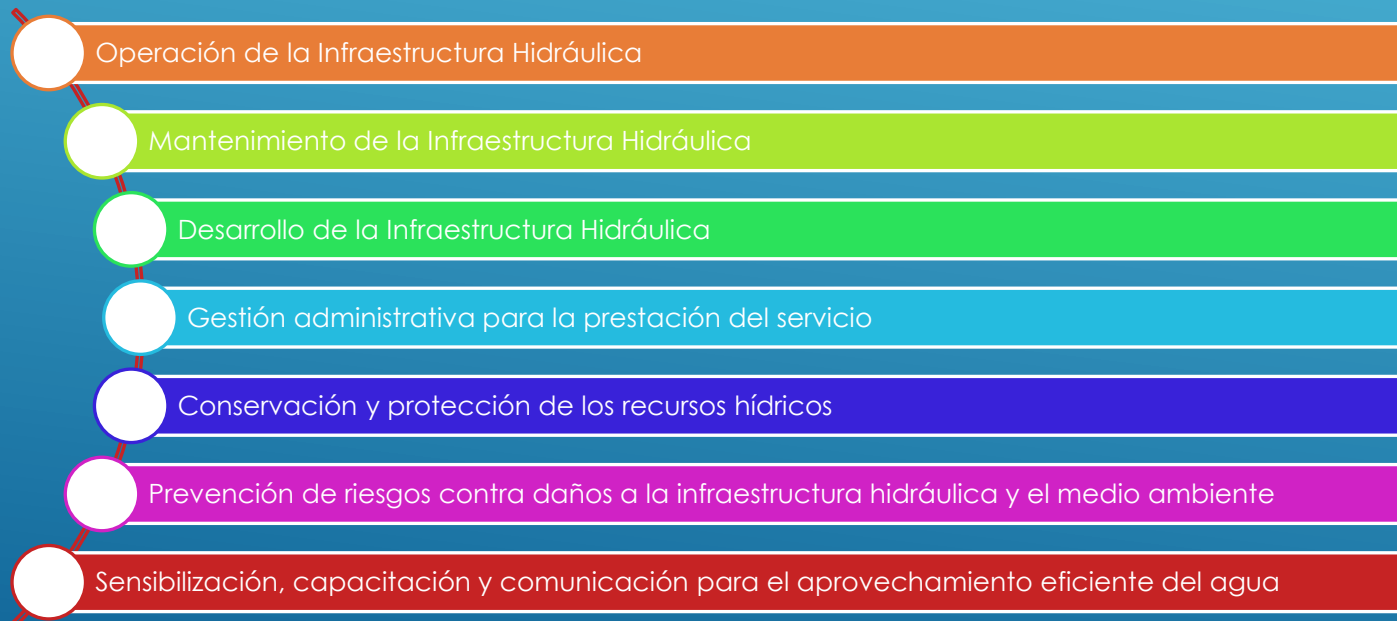 Operación de la Infraestructura Hidráulica
Mantenimiento de la Infraestructura Hidráulica
Desarrollo de la Infraestructura Hidráulica
Gestión administrativa para la prestación del servicio
Conservación y protección de los recursos hídricos
Prevención de riesgos contra daños a la infraestructura hidráulica y el medio ambiente
Sensibilización, capacitación y comunicación para el aprovechamiento eficiente del agua